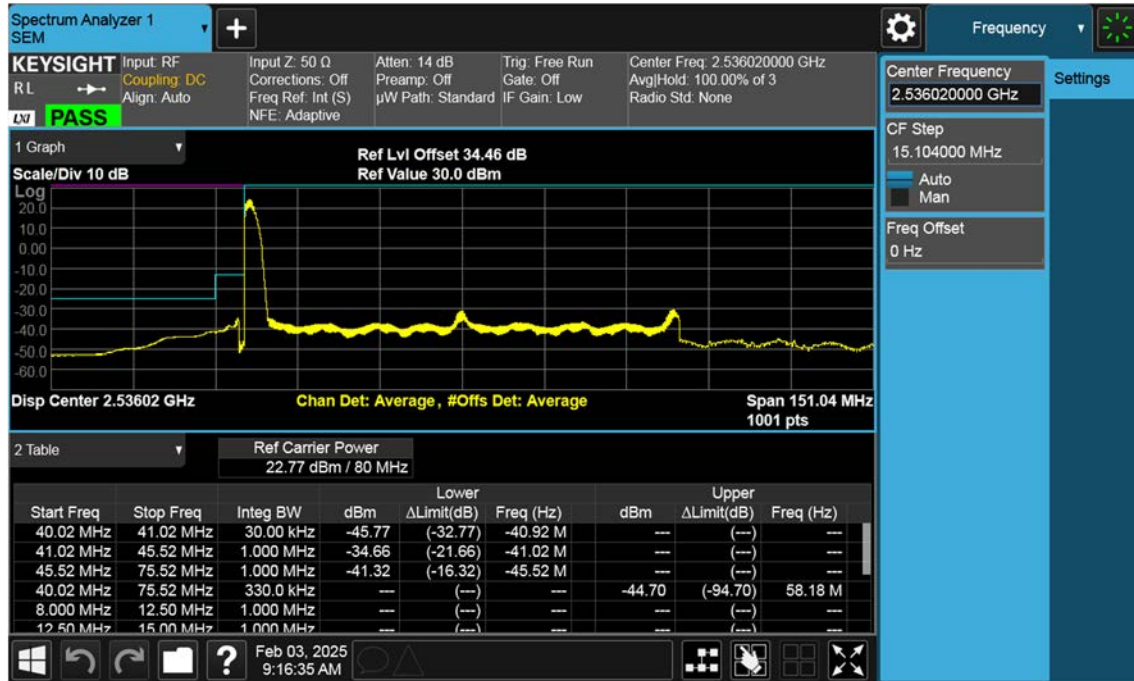 Spectrum Analyzer 1
SEM
Frequency
KEYSIGHT
R L
LXI
PASS
Input: RF
Coupling: DC
Align: Auto
Input Z: 50 Ω
Corrections: Off
Freq Ref: Int (S)
NFE: Adaptive
Atten: 14 dB
Preamp: Off
µW Path: Standard
Trig: Free Run
Gate: Off
IF Gain: Low
Center Freq: 2.536020000 GHz
Avg|Hold: 100.00% of 3
Radio Std: None
Center Frequency
2.536020000 GHz
Settings
CF Step
15.104000 MHz
Auto
Man
Freq Offset
0 Hz
1 Graph
Scale/Div 10 dB
Ref Lvl Offset 34.46 dB
Ref Value 30.0 dBm
Log
20.0
10.0
0.00
-10.0
-20.0
-30.0
-40.0
-50.0
-60.0
Disp Center 2.53602 GHz
Chan Det: Average, #Offs Det: Average
Span 151.04 MHz
1001 pts
2 Table
Ref Carrier Power
22.77 dBm / 80 MHz
Lower Upper
Start Freq Stop Freq Integ BW dBm ΔLimit(dB) Freq (Hz) dBm ΔLimit(dB) Freq (Hz)
40.02 MHz 41.02 MHz 30.00 kHz -45.77 (-32.77) -40.92 M --- (---) ---
41.02 MHz 45.52 MHz 1.000 MHz -34.66 (-21.66) -41.02 M --- (---) ---
45.52 MHz 75.52 MHz 1.000 MHz -41.32 (-16.32) -45.52 M --- (---) ---
40.02 MHz 75.52 MHz 330.0 kHz --- (---) --- -44.70 (-94.70) 58.18 M
8.000 MHz 12.50 MHz 1.000 MHz --- (---) --- --- (---) ---
12.50 MHz 15.00 MHz 1.000 MHz --- (---) --- --- (---) ---
Feb 03, 2025
9:16:35 AM